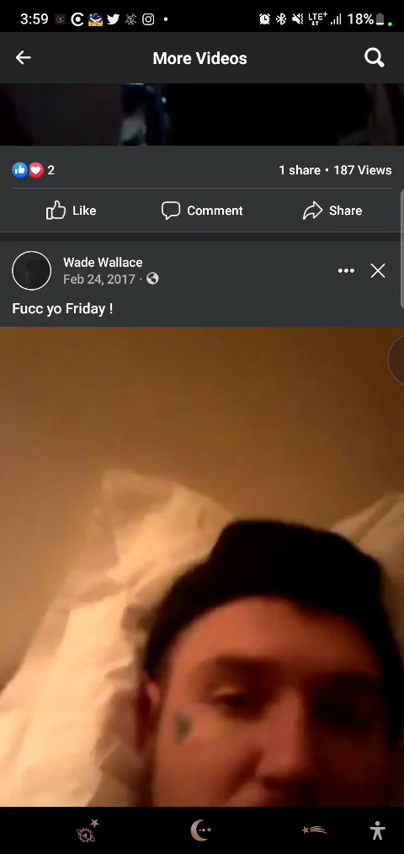 3:59 LTE+ 18%
More Videos
2 1 share • 187 Views
Like Comment Share
Wade Wallace
Feb 24, 2017 ·
Fucc yo Friday !